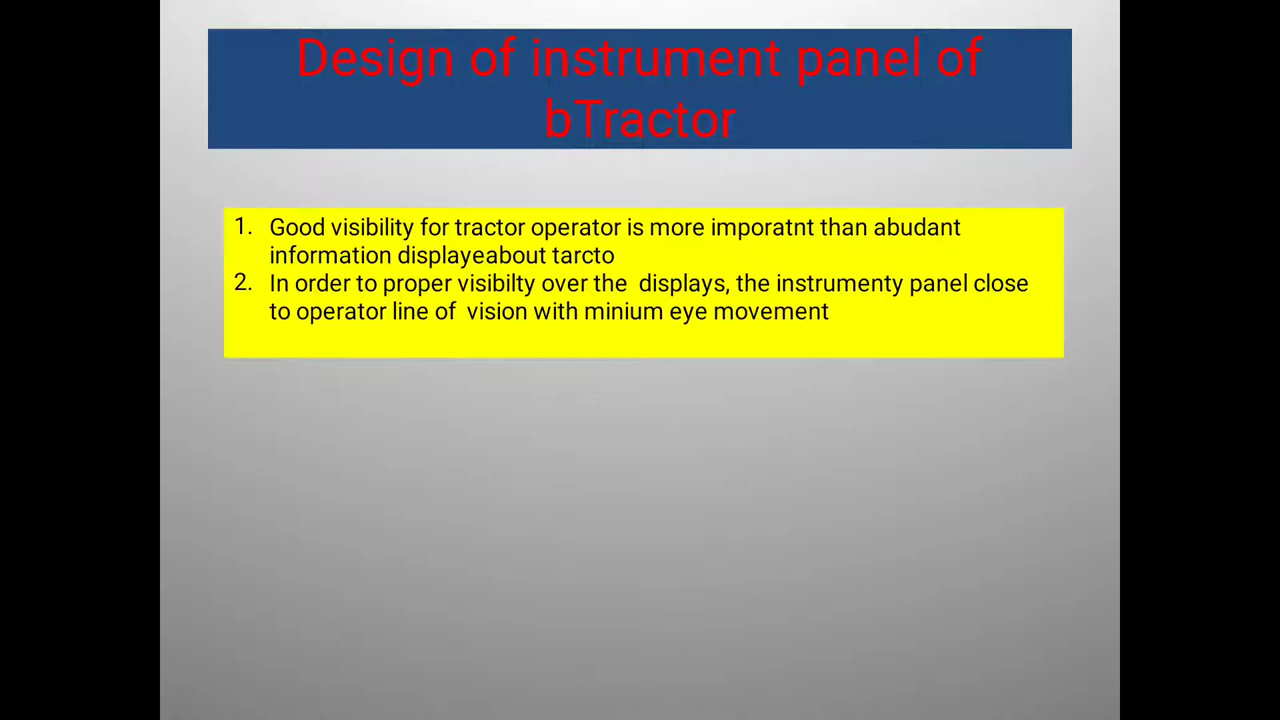 Design of instrument panel of
bTractor
1. Good visibility for tractor operator is more imporatnt than abudant
information displayeabout tarcto
2. In order to proper visibilty over the  displays, the instrumenty panel close
to operator line of  vision with minium eye movement